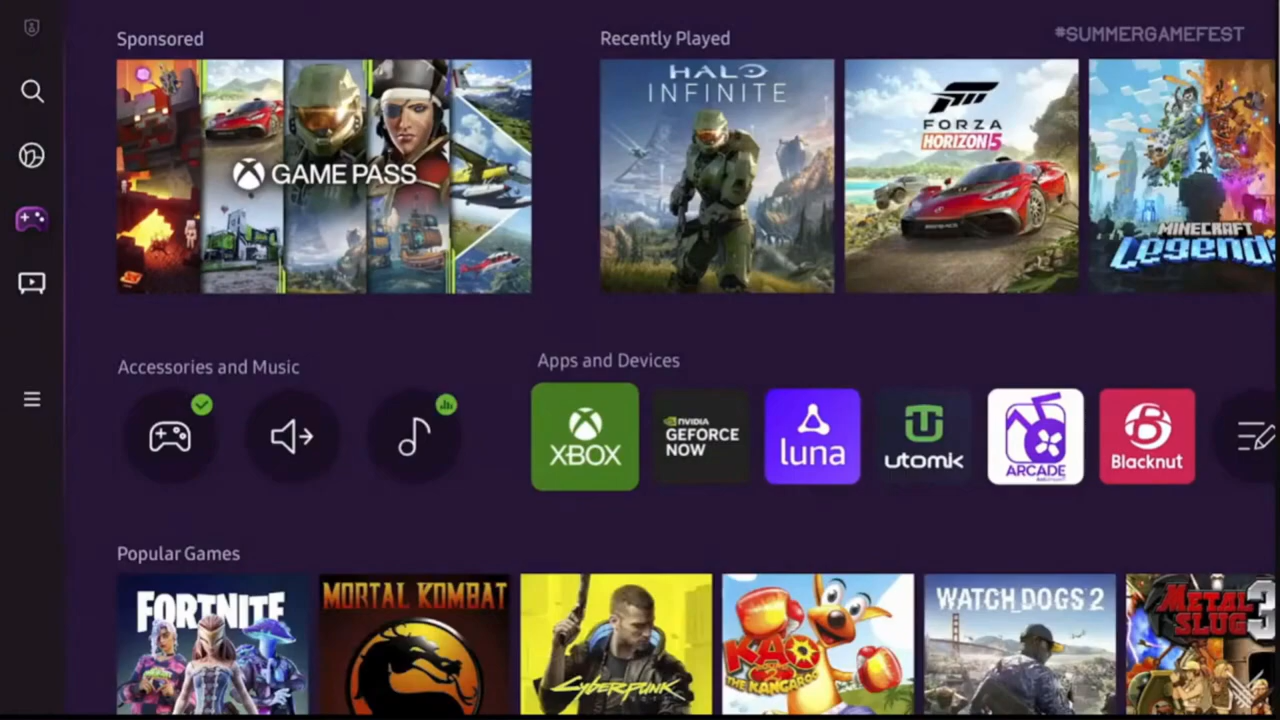 #SUMMERGAMEFEST
Sponsored
GAME PASS
Recently Played
HALO
INFINITE
FORZA
HORIZON 5
MINECRAFT
Legends
Accessories and Music
Apps and Devices
XBOX
NVIDIA
GEFORCE
NOW
luna
utomik
ARCADE
Blacknut
Popular Games
FORTNITE
MORTAL KOMBAT
CYBERPUNK
KAO
THE KANGAROO
WATCH_DOGS 2
METAL
SLUG 3